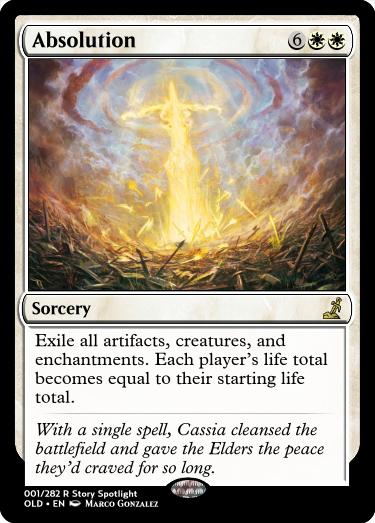 Absolution 6
Sorcery
Exile all artifacts, creatures, and
enchantments. Each player's life total
becomes equal to their starting life
total.
With a single spell, Cassia cleansed the
battlefield and gave the Elders the peace
they'd craved for so long.
001/282 R Story Spotlight
OLD • EN Marco Gonzalez